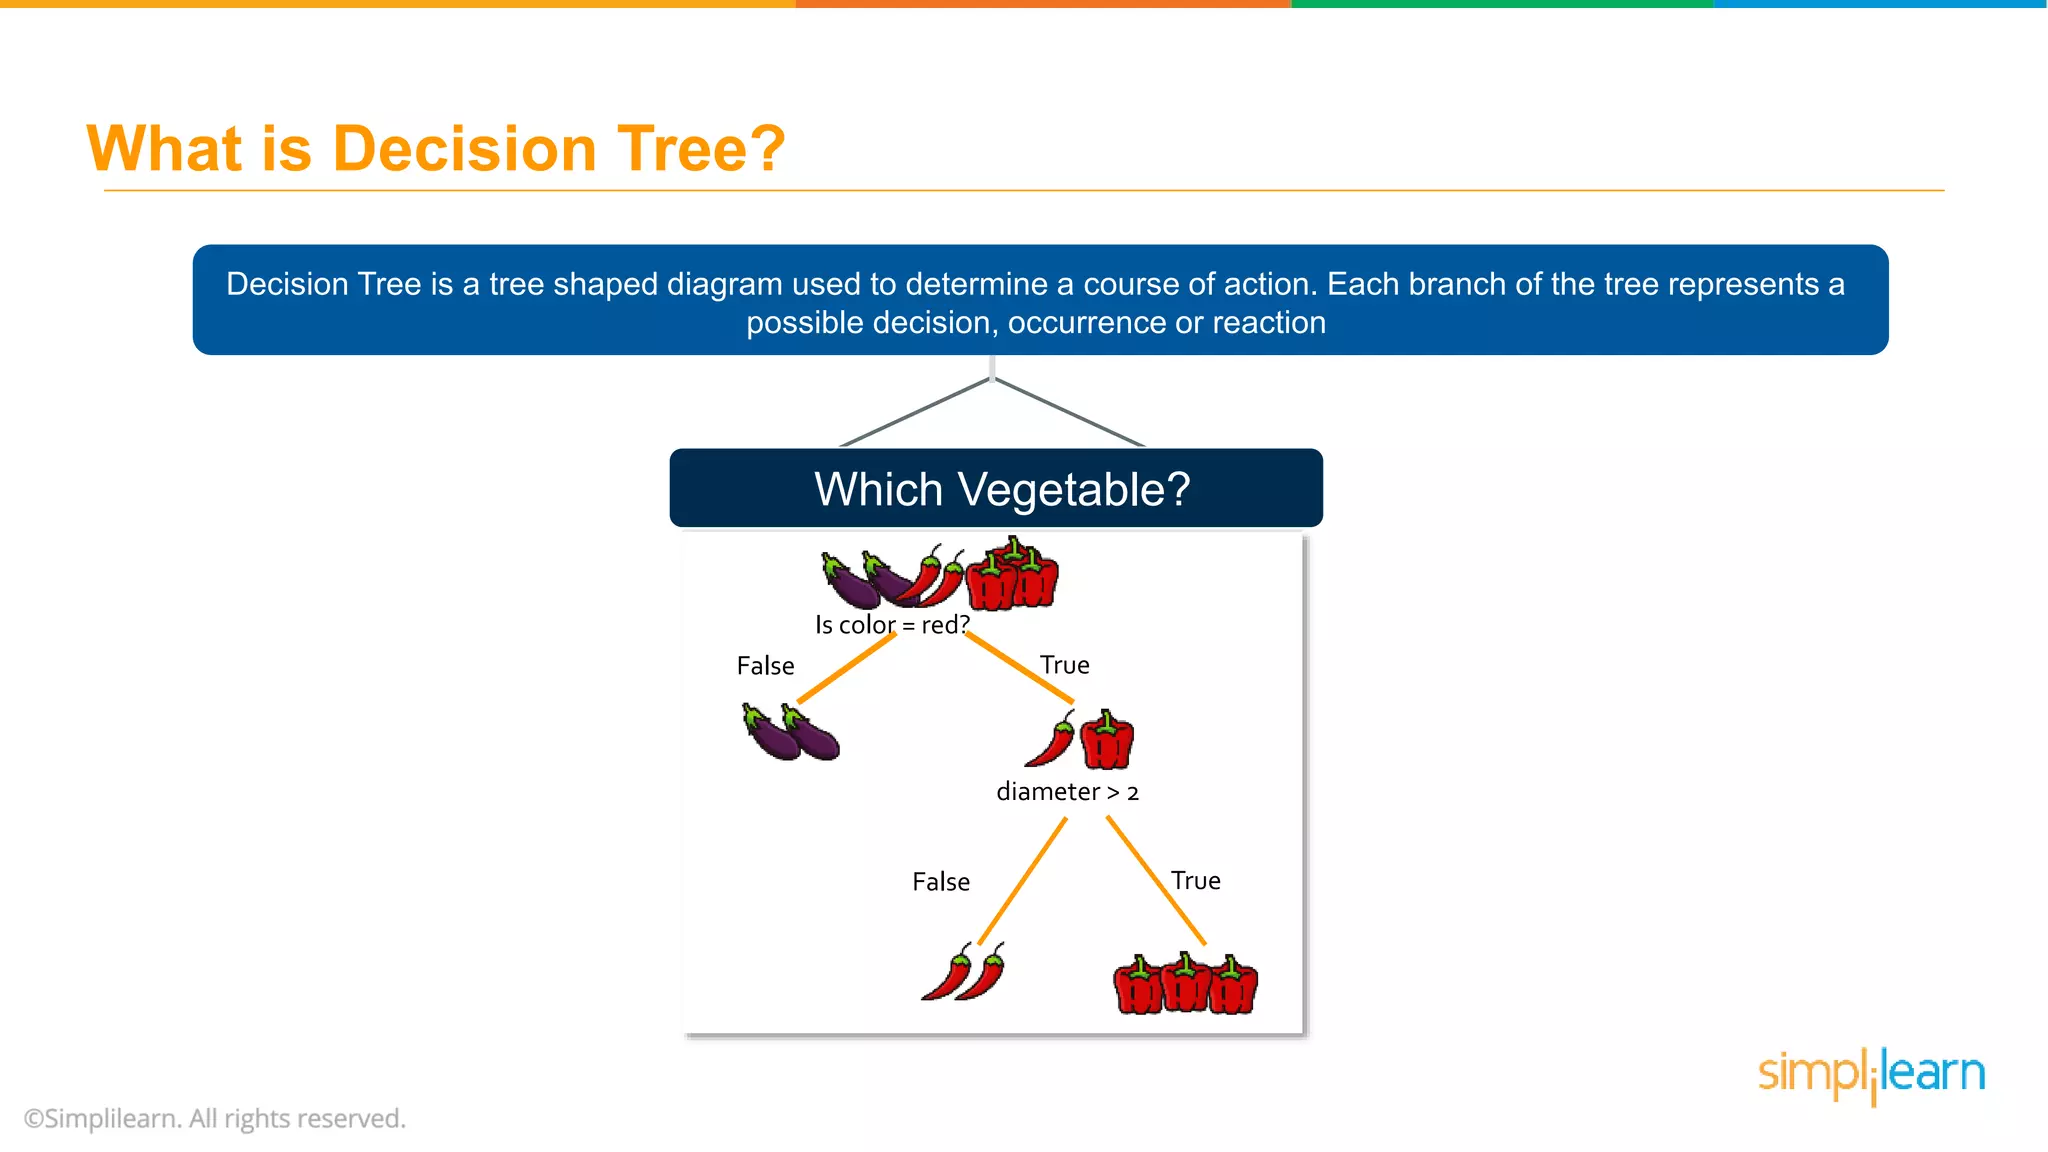 What is Decision Tree?
Decision Tree is a tree shaped diagram used to determine a course of action. Each branch of the tree represents a
possible decision, occurrence or reaction
Which Vegetable?
Is color = red?
False
True
diameter > 2
False
True
simplilearn
©Simplilearn. All rights reserved.